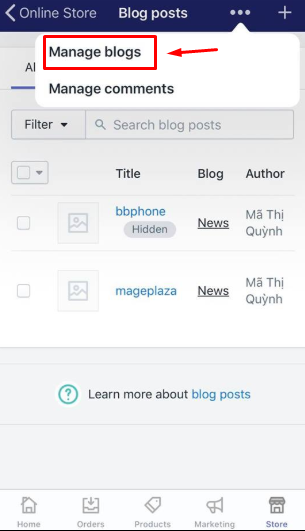 Online Store Blog posts
Manage blogs
Manage comments
Filter Search blog posts
Title Blog Author
bbphone News Mã Thị
Hidden Quỳnh
mageplaza News Mã Thị
Quỳnh
Learn more about blog posts
Home Orders Products Marketing Store